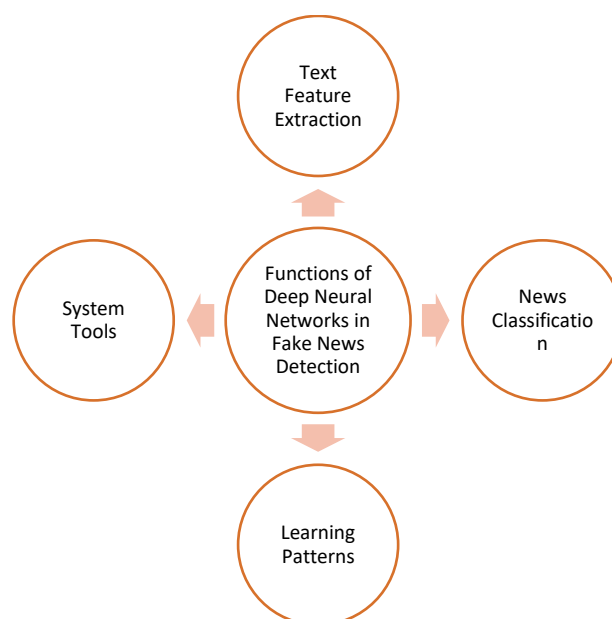 Text
Feature
Extraction
System
Tools
Functions of
Deep Neural
Networks in
Fake News
Detection
News
Classificatio
n
Learning
Patterns